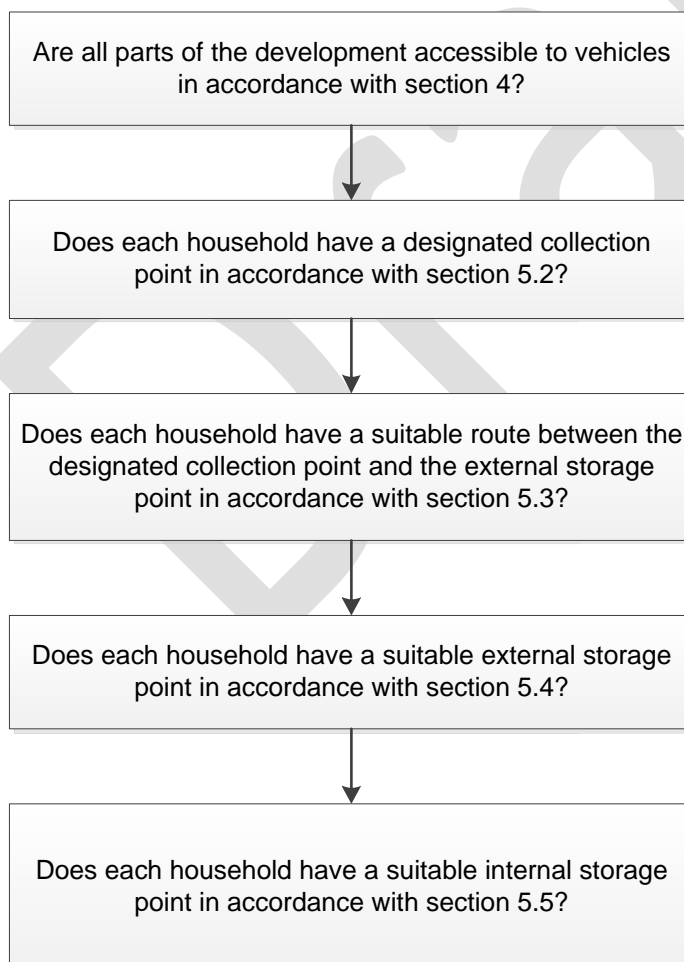 Are all parts of the development accessible to vehicles
in accordance with section 4?
Does each household have a designated collection
point in accordance with section 5.2?
Does each household have a suitable route between the
designated collection point and the external storage
point in accordance with section 5.3?
Does each household have a suitable external storage
point in accordance with section 5.4?
Does each household have a suitable internal storage
point in accordance with section 5.5?